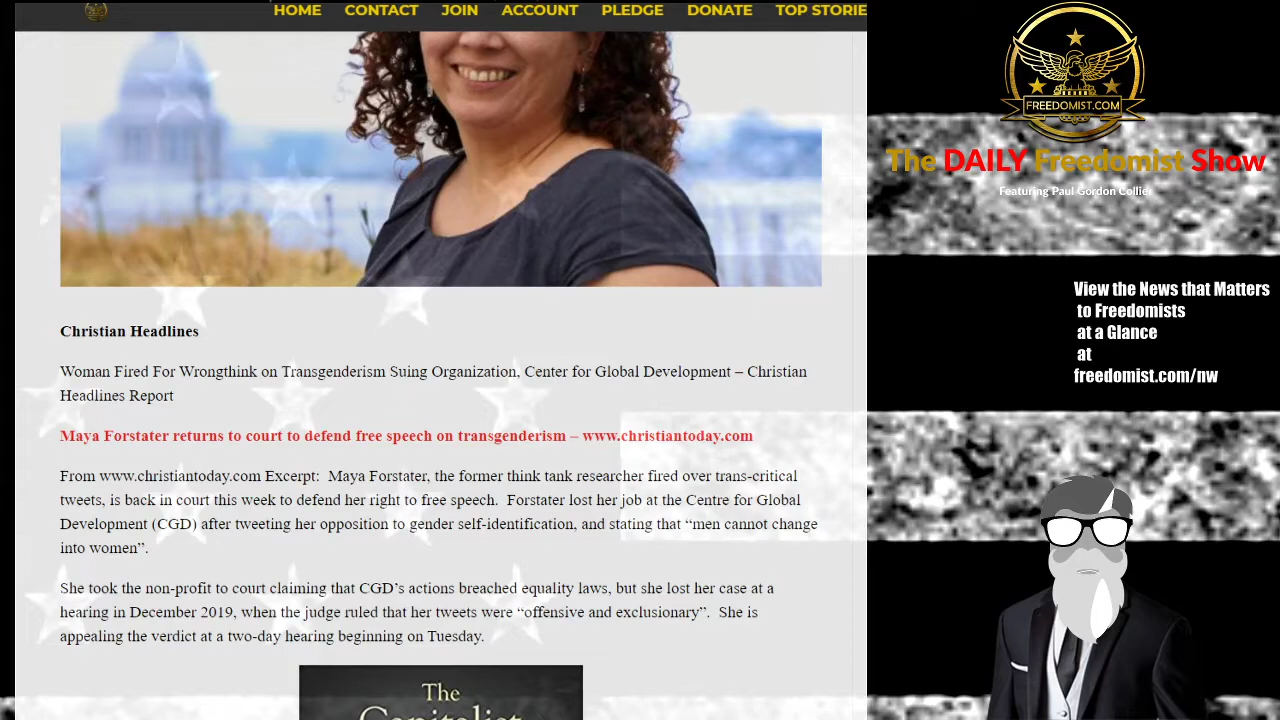 HOME CONTACT JOIN ACCOUNT PLEDGE DONATE TOP STORIE
FREEDOMIST.COM
The DAILY Freedomist Show
Featuring Paul Gordon Collie
View the News that Matters
to Freedomists
at a Glance
at
freedomist.com/nw
Christian Headlines
Woman Fired For Wrongthink on Transgenderism Suing Organization, Center for Global Development – Christian
Headlines Report
Maya Forstater returns to court to defend free speech on transgenderism – www.christiantoday.com
From www.christiantoday.com Excerpt:  Maya Forstater, the former think tank researcher fired over trans-critical
tweets, is back in court this week to defend her right to free speech.  Forstater lost her job at the Centre for Global
Development (CGD) after tweeting her opposition to gender self-identification, and stating that “men cannot change
into women”.
She took the non-profit to court claiming that CGD’s actions breached equality laws, but she lost her case at a
hearing in December 2019, when the judge ruled that her tweets were “offensive and exclusionary”.  She is
appealing the verdict at a two-day hearing beginning on Tuesday.
The
Capitalist